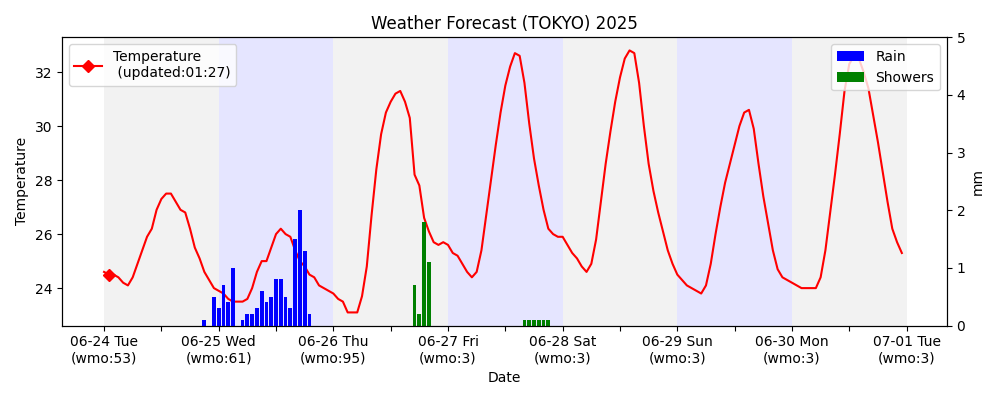 Weather Forecast (TOKYO) 2025
Temperature
(updated:01:27)
Rain
Showers
Temperature
32
30
28
26
24
5
4
3
2
1
0
mm
06-24 Tue
(wmo:53)
06-25 Wed
(wmo:61)
06-26 Thu
(wmo:95)
06-27 Fri
(wmo:3)
06-28 Sat
(wmo:3)
06-29 Sun
(wmo:3)
06-30 Mon
(wmo:3)
07-01 Tue
(wmo:3)
Date